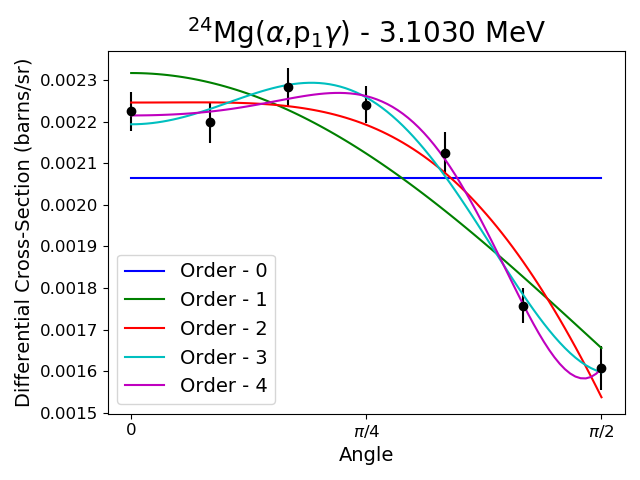 ²⁴Mg(α,p₁γ) - 3.1030 MeV
Differential Cross-Section (barns/sr)
0.0023
0.0022
0.0021
0.0020
0.0019
0.0018
0.0017
0.0016
0.0015
Order - 0
Order - 1
Order - 2
Order - 3
Order - 4
0
π/4
π/2
Angle